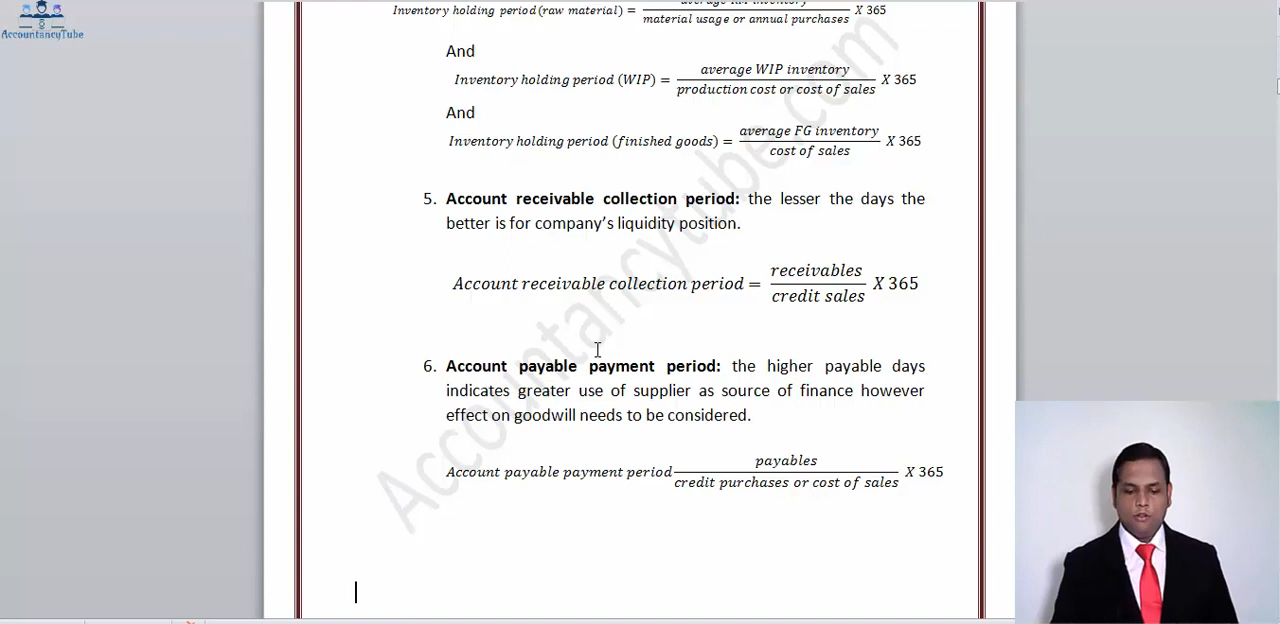 AccountancyTube
Inventory holding period (raw material) = / material usage or annual purchases X 365
And
Inventory holding period (WIP) = average WIP inventory / production cost or cost of sales X 365
And
Inventory holding period (finished goods) = average FG inventory / cost of sales X 365
5. Account receivable collection period: the lesser the days the
better is for company's liquidity position.
Account receivable collection period = receivables / credit sales X 365
6. Account payable payment period: the higher payable days
indicates greater use of supplier as source of finance however
effect on goodwill needs to be considered.
Account payable payment period payables / credit purchases or cost of sales X 365
Accountancytube.com